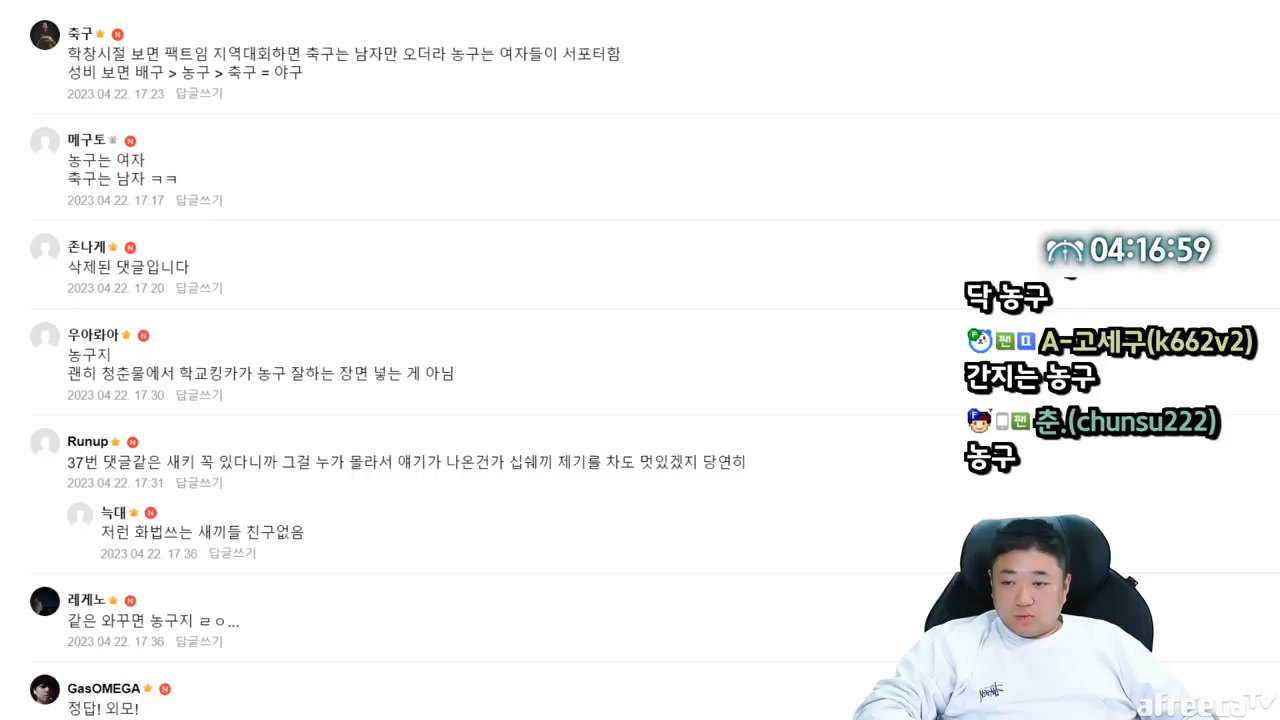 축구
학창시절 보면 팩트임 지역대회하면 축구는 남자만 오더라 농구는 여자들이 서포터함
성비 보면 배구 > 농구 > 축구 = 야구
2023.04.22. 17:23 답글쓰기
메구토
농구는 여자
축구는 남자 ㅋㅋ
2023.04.22. 17:17 답글쓰기
존나게
삭제된 댓글입니다
2023.04.22. 17:20 답글쓰기
우아롸아
농구지
괜히 청춘물에서 학교킹카가 농구 잘하는 장면 넣는 게 아님
2023.04.22. 17:30 답글쓰기
Runup
37번 댓글같은 새키 꼭 있다니까 그걸 누가 몰라서 얘기가 나온건가 십쉐끼 제기를 차도 멋있겠지 당연히
2023.04.22. 17:31 답글쓰기
늑대
저런 화법쓰는 새끼들 친구없음
2023.04.22. 17:36 답글쓰기
레게노
같은 와꾸면 농구지 ㄹㅇ...
2023.04.22. 17:36 답글쓰기
GasOMEGA
정답! 외모!
04:16:59
닥 농구
팬 A-고세구(k662v2)
간지는 농구
팬 춘.(chunsu222)
농구
afreecaTV